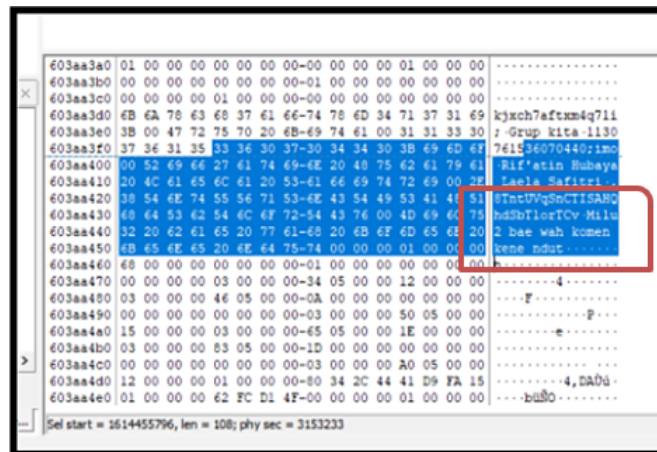 603aa3a0 01 00 00 00 00 00 00 00-00 00 00 00 01 00 00 00 ················
603aa3b0 00 00 00 00 00 00 00 00-01 00 00 00 00 00 00 00 ················
603aa3c0 00 00 00 00 01 00 00 00-00 00 00 00 00 00 00 00 ················
603aa3d0 6B 6A 78 63 68 37 61 66-74 78 6D 34 71 37 31 69 kjxch7aftxm4q71i
603aa3e0 3B 00 47 72 75 70 20 6B-69 74 61 00 31 31 33 30 ;·Grup kita·1130
603aa3f0 37 36 31 35 33 36 30 37-30 34 34 30 3B 69 6D 6F 761536070440;imo
603aa400 00 52 69 66 27 61 74 69-6E 20 48 75 62 61 79 61 ·Rif'atin Hubaya
603aa410 20 4C 61 65 6C 61 20 53-61 66 69 74 72 69 00 Laela Safitri·
603aa420 38 54 6E 74 55 56 71 53-6E 43 54 49 53 41 48 51 8TntUVqSnCTISAHQ
603aa430 68 64 53 62 54 6C 6F 72-54 43 76 00 4D 69 6C 75 hdSbTlorTCv·Milu
603aa440 32 20 62 61 65 20 77 61-68 20 6B 6F 6D 65 6E 20 2 bae wah komen
603aa450 6B 65 6E 65 20 6E 64 75-74 00 00 00 01 00 00 00 kene ndut·······
603aa460 68 00 00 00 00 00 00 00-01 00 00 00 00 00 00 00 h···············
603aa470 00 00 00 00 03 00 00 00-34 05 00 00 12 00 00 00 ········4·······
603aa480 03 00 00 00 46 05 00 00-0A 00 00 00 00 00 00 00 ····F···········
603aa490 00 00 00 00 00 00 00 00-03 00 00 00 50 05 00 00 ············P···
603aa4a0 15 00 00 00 03 00 00 00-65 05 00 00 1E 00 00 00 ········e·······
603aa4b0 03 00 00 00 83 05 00 00-1D 00 00 00 00 00 00 00
603aa4c0 00 00 00 00 00 00 00 00-03 00 00 00 A0 05 00 00
603aa4d0 12 00 00 00 01 00 00 00-80 34 2C 44 41 D9 FA 15 4,DAÙú·
603aa4e0 01 00 00 00 62 FC D1 4F-00 00 00 00 01 00 00 00 ····büÑO········
Sel start = 1614455796, len = 108; phy sec = 3153233